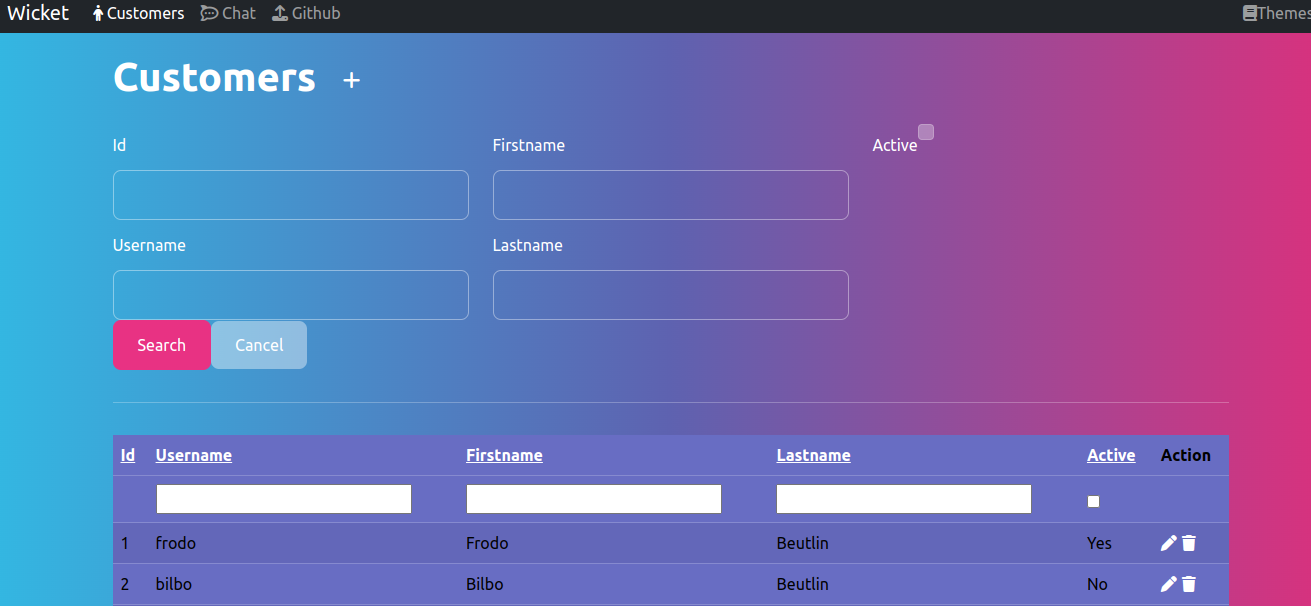 Wicket Customers Chat Github Themes
Customers +
Id Firstname Active
Username Lastname
Search Cancel
Id Username Firstname Lastname Active Action
1 frodo Frodo Beutlin Yes
2 bilbo Bilbo Beutlin No